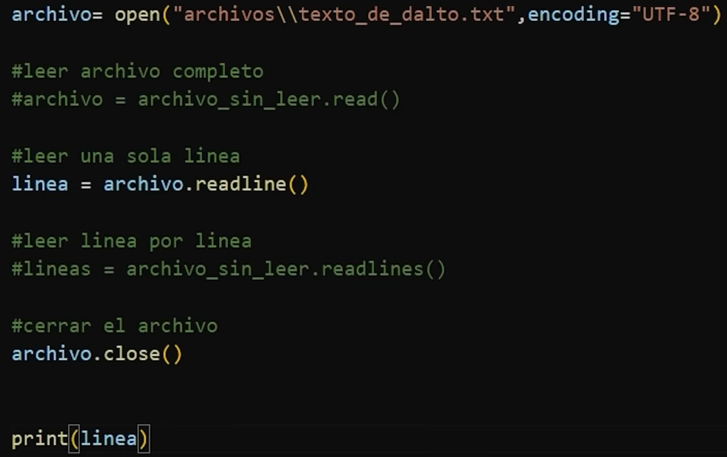 archivo= open("archivos\\texto_de_dalto.txt",encoding="UTF-8")
#leer archivo completo
#archivo = archivo_sin_leer.read()
#leer una sola linea
linea = archivo.readline()
#leer linea por linea
#lineas = archivo_sin_leer.readlines()
#cerrar el archivo
archivo.close()
print(linea)